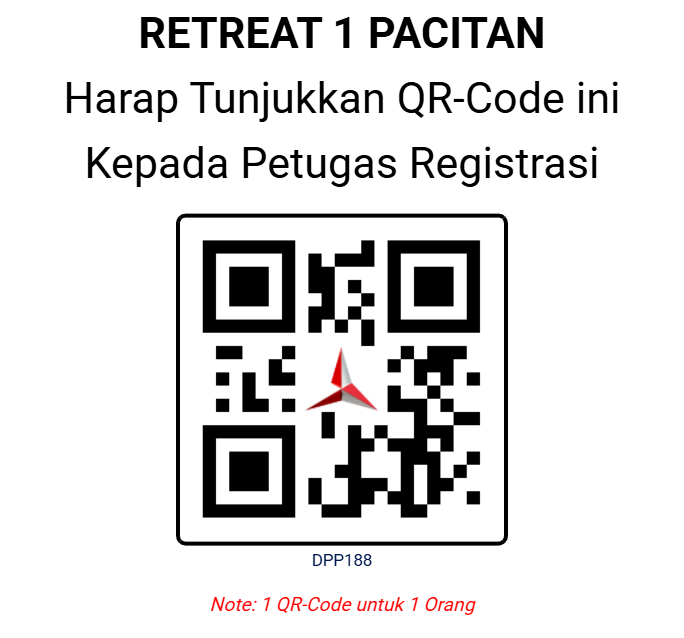 RETREAT 1 PACITAN
Harap Tunjukkan QR-Code ini
Kepada Petugas Registrasi
DPP188
Note: 1 QR-Code untuk 1 Orang